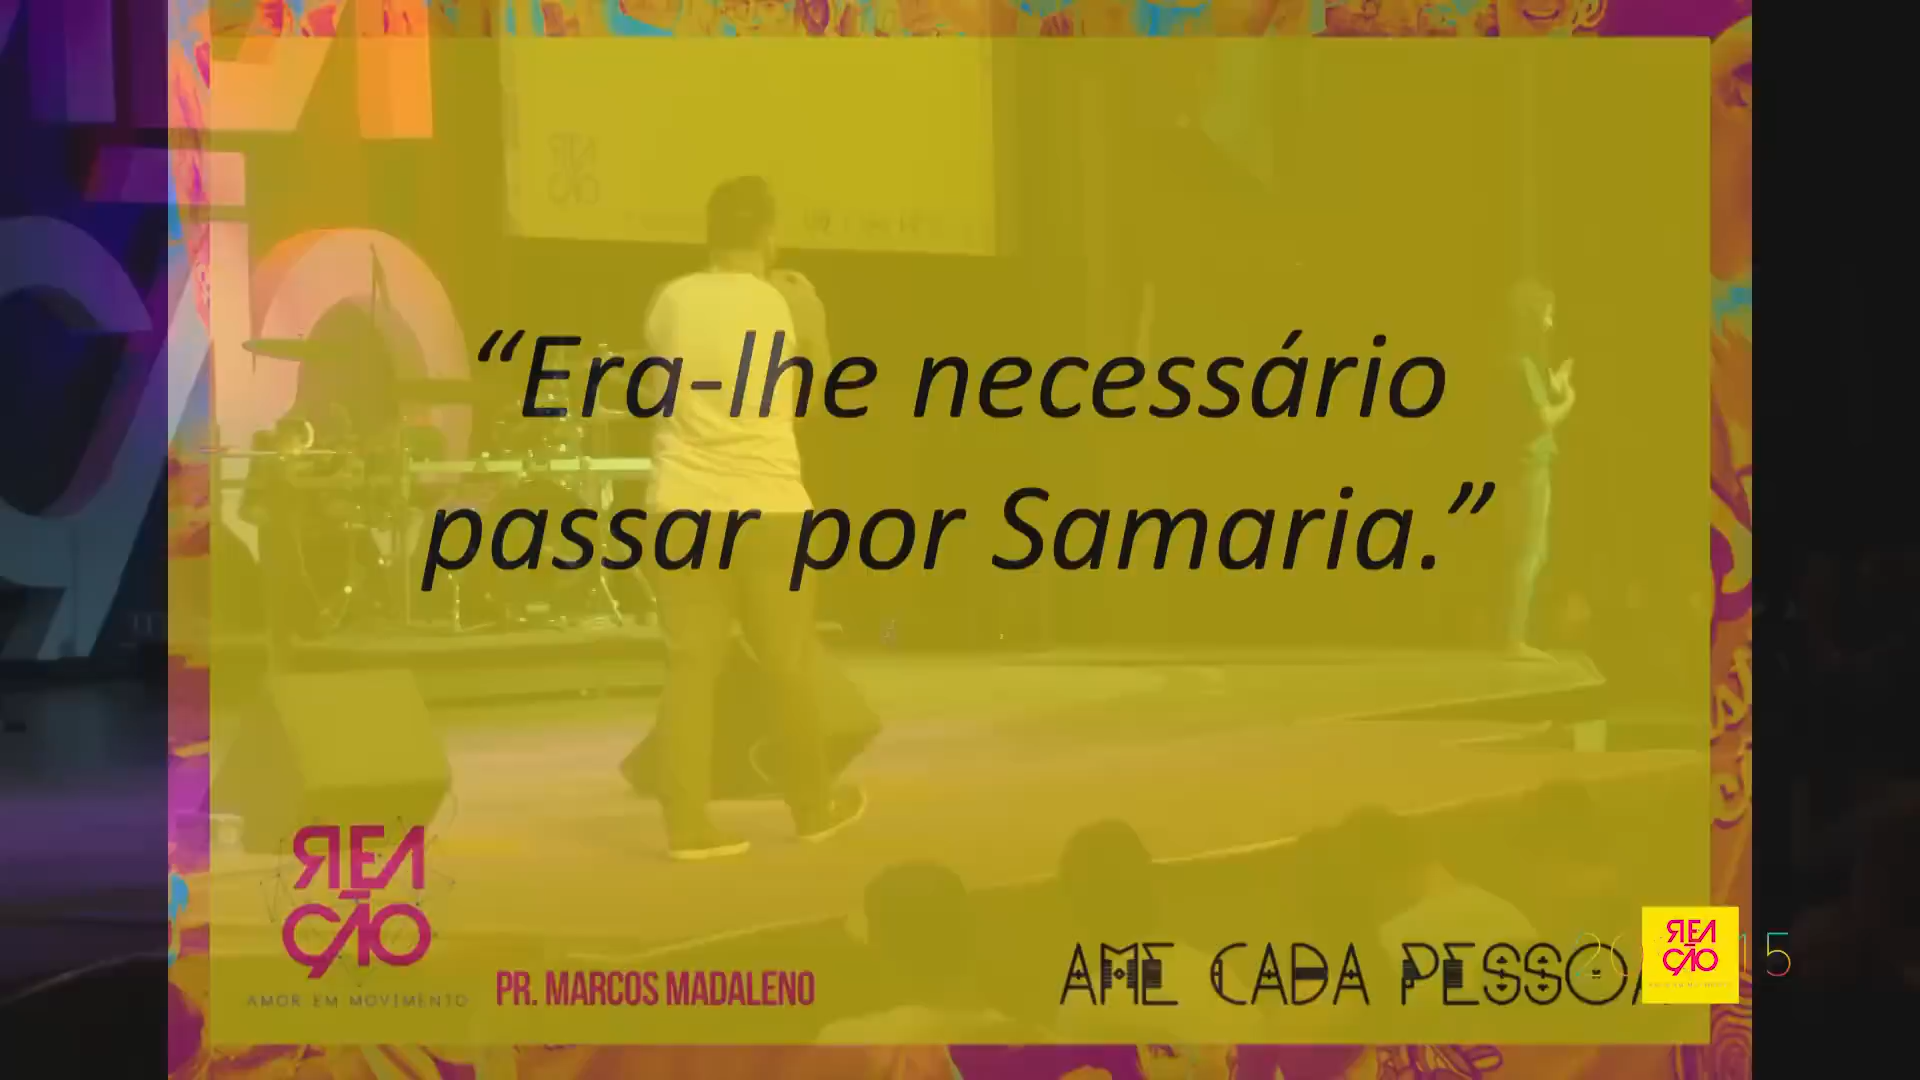 “Era-lhe necessário
passar por Samaria.”
REA
ÇÃO
AMOR EM MOVIMENTO
PR. MARCOS MADALENO
AME CADA PESSOA
REA
ÇÃO
15